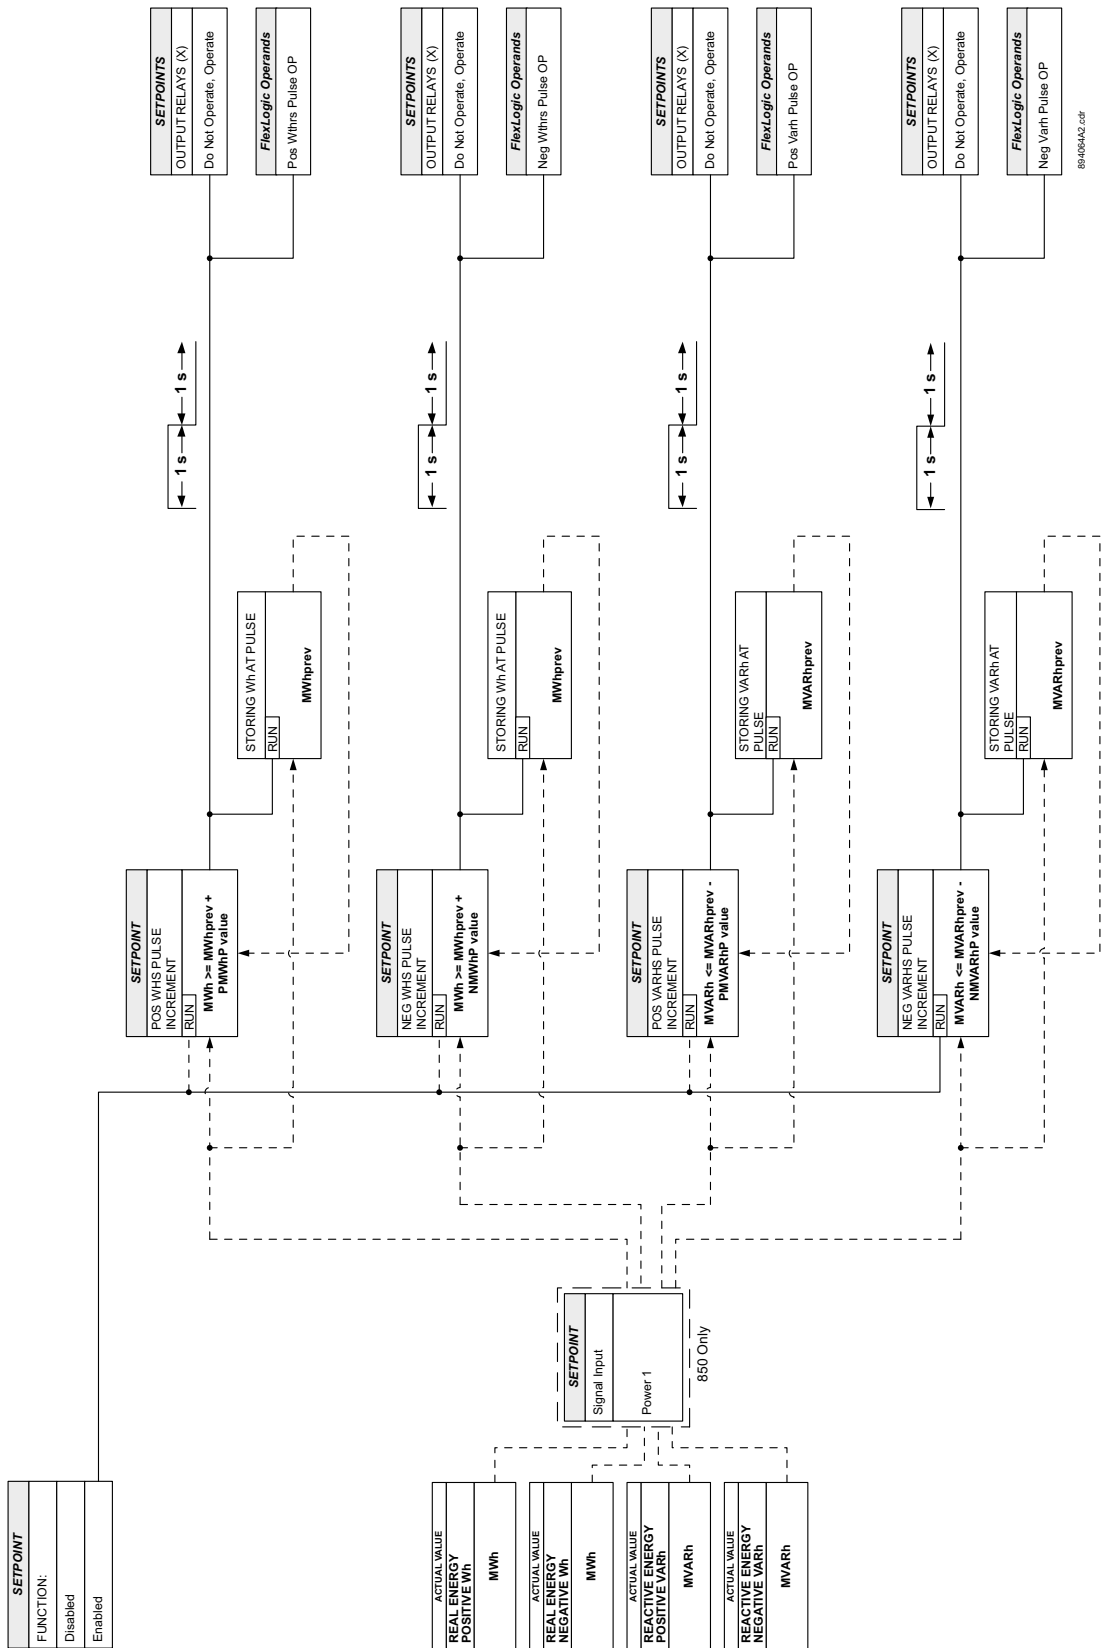 SETPOINT
FUNCTION:
Disabled
Enabled
ACTUAL VALUE
REAL ENERGY
POSITIVE Wh
MWh
ACTUAL VALUE
REAL ENERGY
NEGATIVE Wh
MWh
ACTUAL VALUE
REACTIVE ENERGY
POSITIVE VARh
MVARh
ACTUAL VALUE
REACTIVE ENERGY
NEGATIVE VARh
MVARh
SETPOINT
Signal Input
Power 1
850 Only
SETPOINT
POS WHS PULSE
INCREMENT
RUN
MWh >= MWhprev +
PMWhP value
SETPOINT
NEG WHS PULSE
INCREMENT
RUN
MWh >= MWhprev +
NMWhP value
SETPOINT
POS VARHS PULSE
INCREMENT
RUN
MVARh <= MVARhprev -
PMVARhP value
SETPOINT
NEG VARHS PULSE
INCREMENT
RUN
MVARh <= MVARhprev -
NMVARhP value
STORING Wh AT PULSE
RUN
MWhprev
STORING Wh AT PULSE
RUN
MWhprev
STORING VARh AT
PULSE
RUN
MVARhprev
STORING VARh AT
PULSE
RUN
MVARhprev
1 s
1 s
1 s
1 s
1 s
1 s
1 s
1 s
SETPOINTS
OUTPUT RELAYS (X)
Do Not Operate, Operate
FlexLogic Operands
Pos Wthrs Pulse OP
SETPOINTS
OUTPUT RELAYS (X)
Do Not Operate, Operate
FlexLogic Operands
Neg Wthrs Pulse OP
SETPOINTS
OUTPUT RELAYS (X)
Do Not Operate, Operate
FlexLogic Operands
Pos Varh Pulse OP
SETPOINTS
OUTPUT RELAYS (X)
Do Not Operate, Operate
FlexLogic Operands
Neg Varh Pulse OP
894064A2.cdr